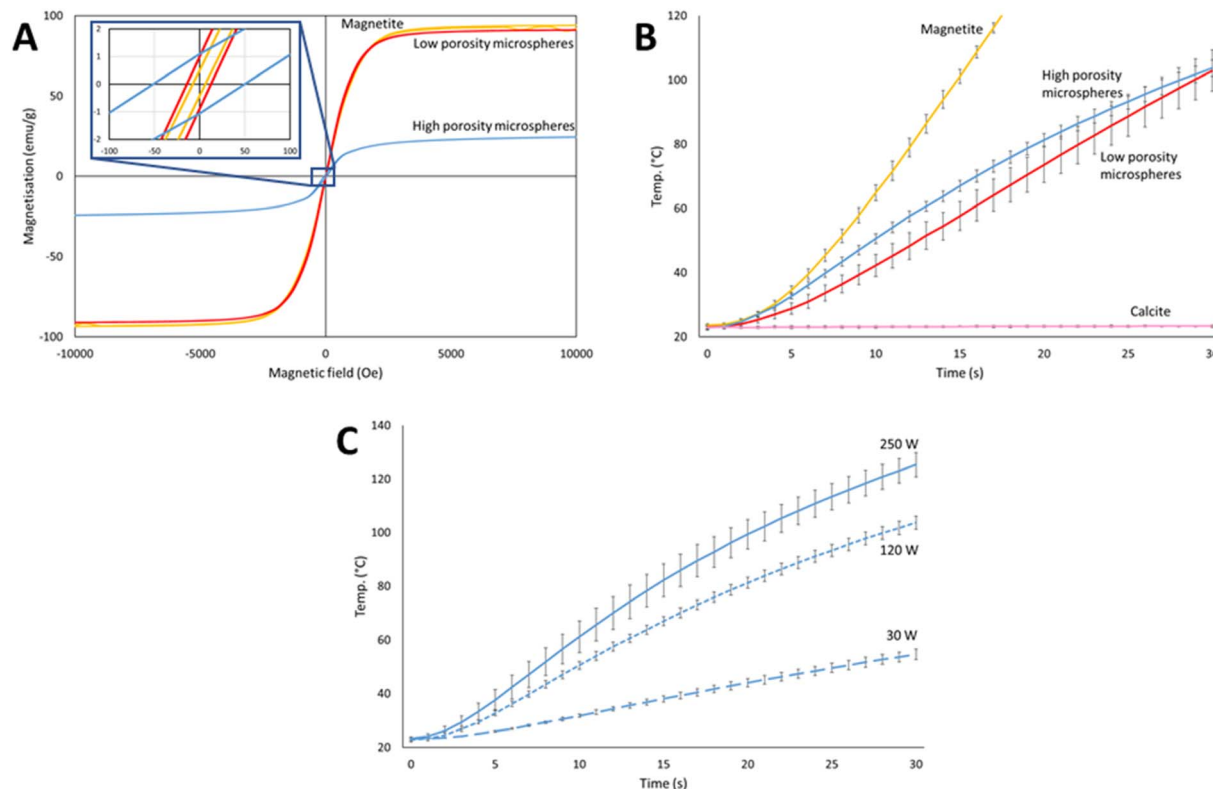 A
Magnetisation (emu/g)
100
50
0
-50
-100
-10000
-5000
0
5000
10000
Magnetic field (Oe)
2
1
0
-1
-2
-100
-50
0
50
100
Magnetite
Low porosity microspheres
High porosity microspheres
B
Temp. (°C)
120
100
80
60
40
20
0
5
10
15
20
25
30
Time (s)
Magnetite
High porosity
microspheres
Low porosity
microspheres
Calcite
C
Temp. (°C)
140
120
100
80
60
40
20
0
5
10
15
20
25
30
Time (s)
250 W
120 W
30 W